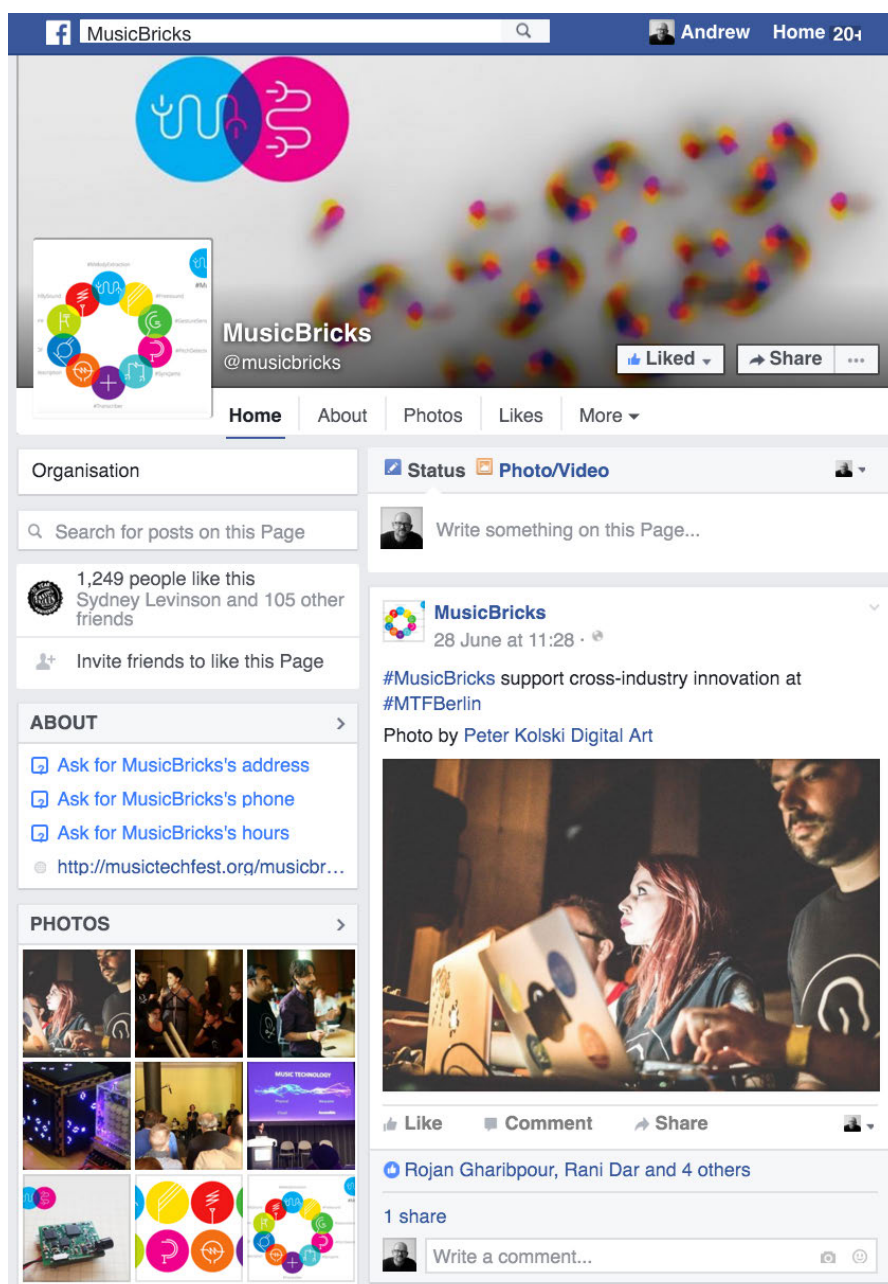 MusicBricks
Andrew Home 20+
#Transcriber
MusicBricks
@musicbricks
Liked
Share
Home About Photos Likes More
Organisation
Search for posts on this Page
1,249 people like this
Sydney Levinson and 105 other
friends
Invite friends to like this Page
ABOUT
Ask for MusicBricks's address
Ask for MusicBricks's phone
Ask for MusicBricks's hours
http://musictechfest.org/musicbr…
PHOTOS
MUSIC TECHNOLOGY
Status Photo/Video
Write something on this Page...
MusicBricks
28 June at 11:28 ·
#MusicBricks support cross-industry innovation at
#MTFBerlin
Photo by Peter Kolski Digital Art
Like Comment Share
Rojan Gharibpour, Rani Dar and 4 others
1 share
Write a comment...